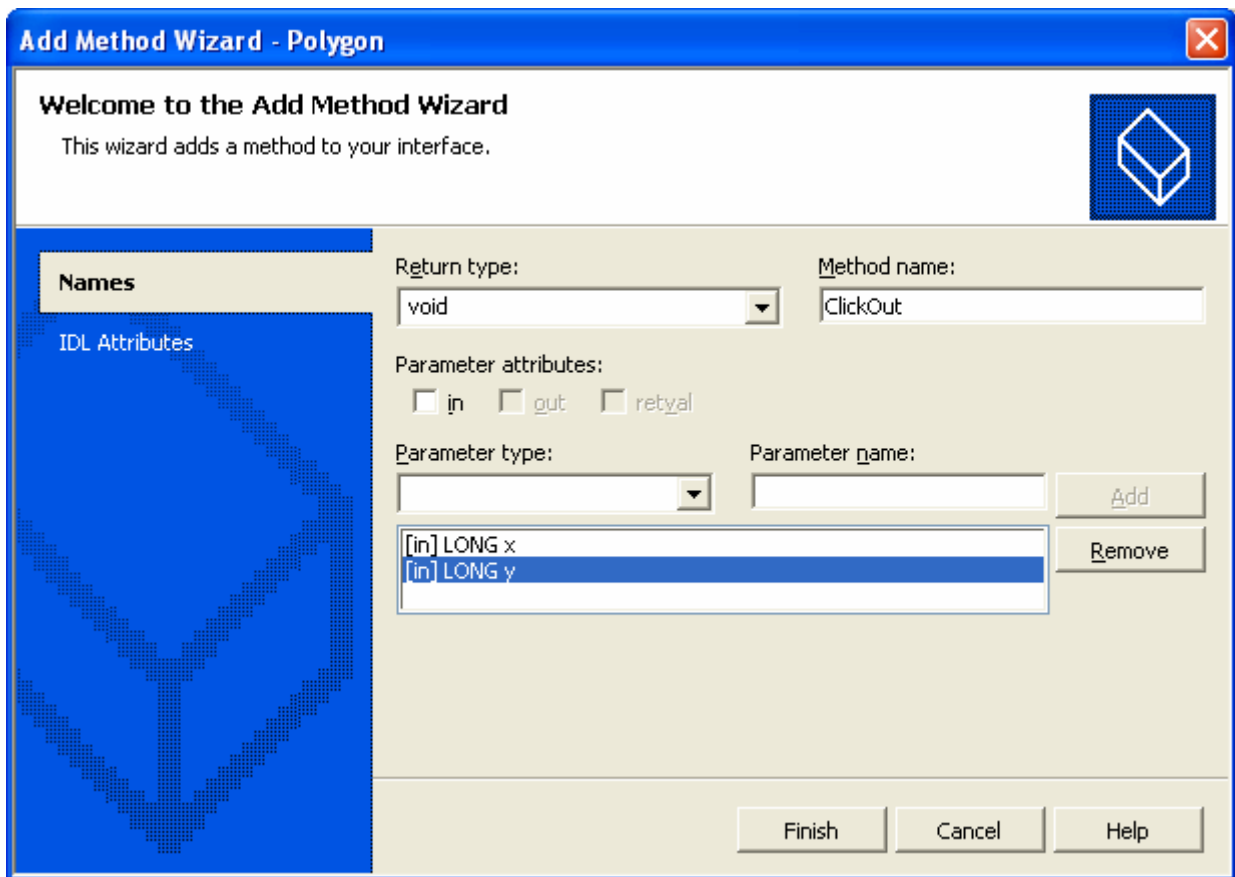 Add Method Wizard - Polygon
Welcome to the Add Method Wizard
This wizard adds a method to your interface.
Names
IDL Attributes
Return type:
Method name:
void
ClickOut
Parameter attributes:
in out retval
Parameter type:
Parameter name:
Add
[in] LONG x
[in] LONG y
Remove
Finish
Cancel
Help